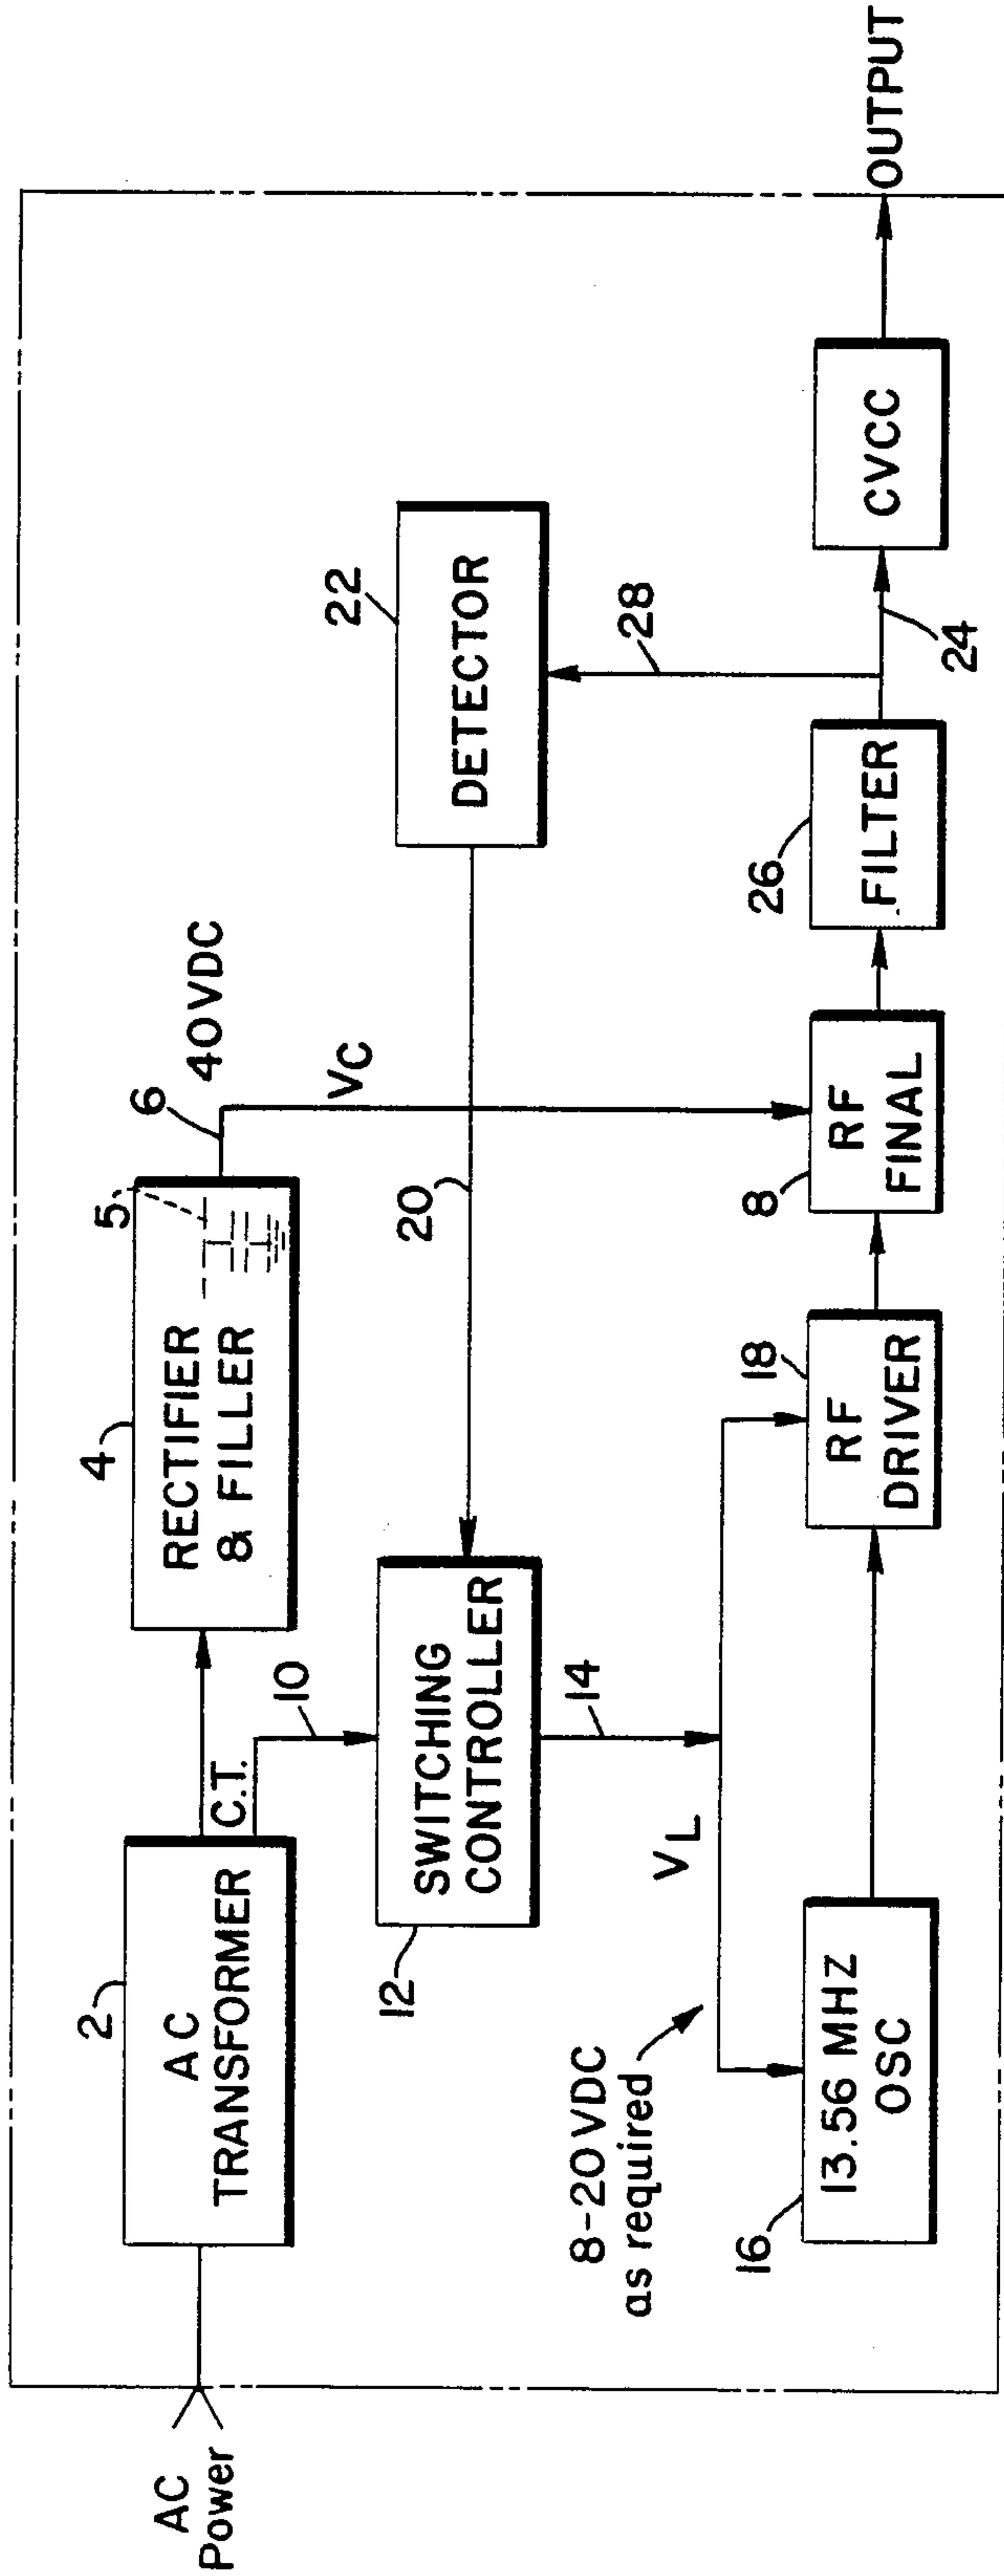 AC
Power
2
AC
TRANSFORMER
C.T.
4
RECTIFIER
& FILLER
5
6
40VDC
VC
10
12
SWITCHING
CONTROLLER
20
22
DETECTOR
28
14
VL
8-20VDC
as required
16
13.56 MHZ
OSC
18
RF
DRIVER
8
RF
FINAL
26
FILTER
24
CVCC
OUTPUT